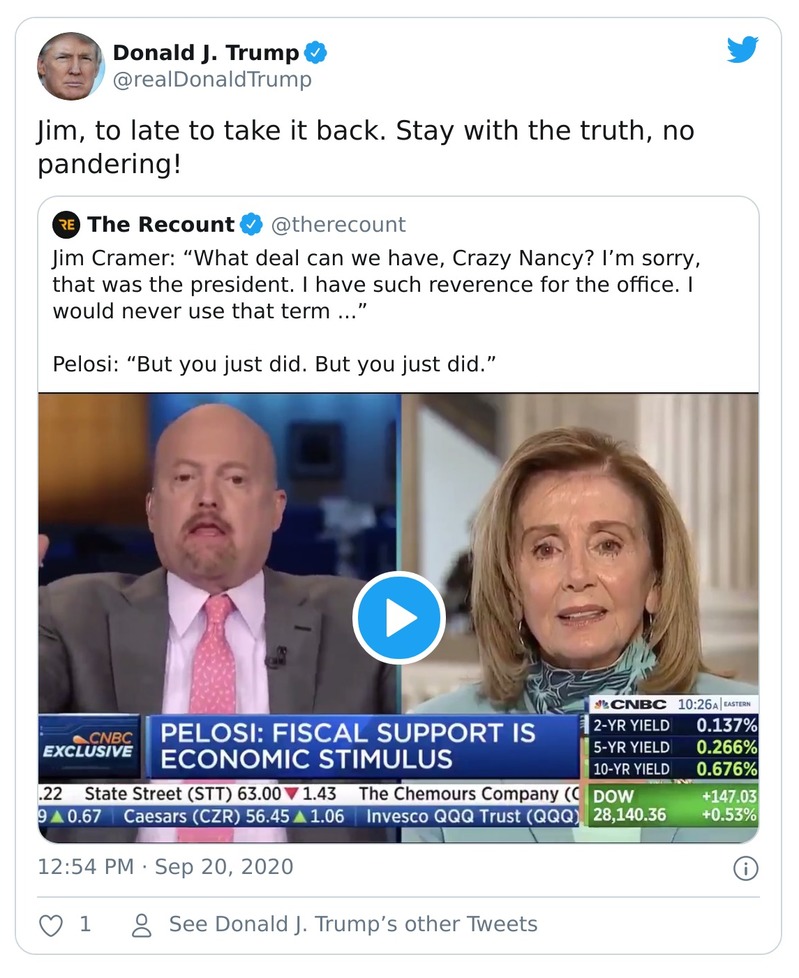 Donald J. Trump
@realDonaldTrump
Jim, to late to take it back. Stay with the truth, no
pandering!
RE The Recount @therecount
Jim Cramer: “What deal can we have, Crazy Nancy? I’m sorry,
that was the president. I have such reverence for the office. I
would never use that term …”
Pelosi: “But you just did. But you just did.”
CNBC 10:26A EASTERN
CNBC
EXCLUSIVE
PELOSI: FISCAL SUPPORT IS
ECONOMIC STIMULUS
2-YR YIELD 0.137%
5-YR YIELD 0.266%
10-YR YIELD 0.676%
.22 State Street (STT) 63.00▼1.43 The Chemours Company (C
9▲0.67 Caesars (CZR) 56.45▲1.06 Invesco QQQ Trust (QQQ)
DOW +147.03
28,140.36 +0.53%
12:54 PM · Sep 20, 2020
1 See Donald J. Trump’s other Tweets